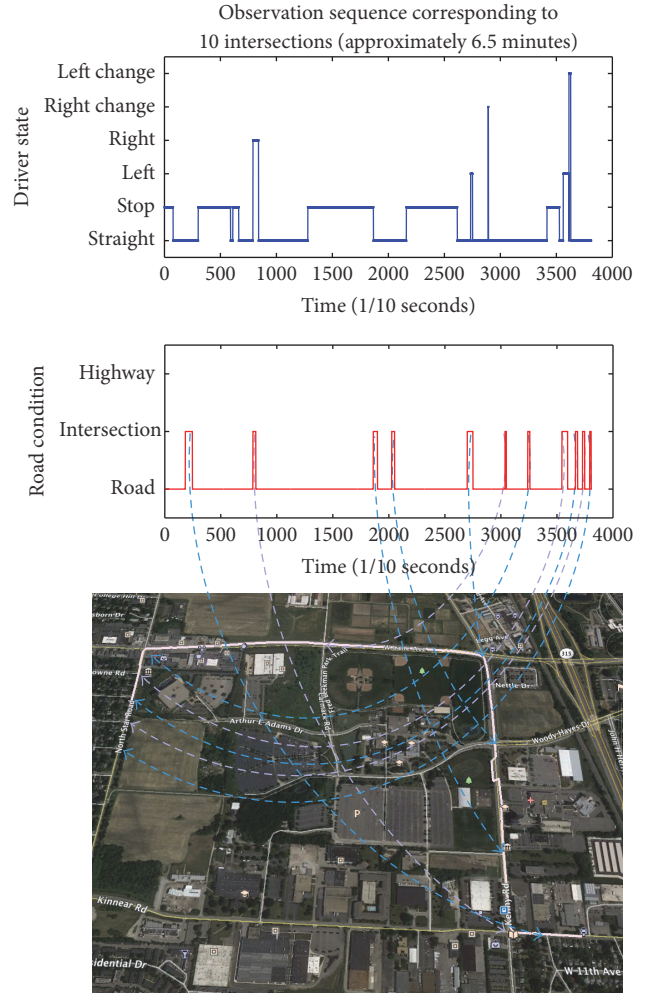 Observation sequence corresponding to
10 intersections (approximately 6.5 minutes)
Left change
Right change
Right
Left
Stop
Straight
Driver state
0 500 1000 1500 2000 2500 3000 3500 4000
Time (1/10 seconds)
Highway
Intersection
Road
Road condition
0 500 1000 1500 2000 2500 3000 3500 4000
Time (1/10 seconds)
315
Nettle Dr
North Star Road
Arthur E Adams Dr
Carmack Rd
Woody Hayes Dr
P
Kinnear Rd
Kenny Rd
W 11th Ave